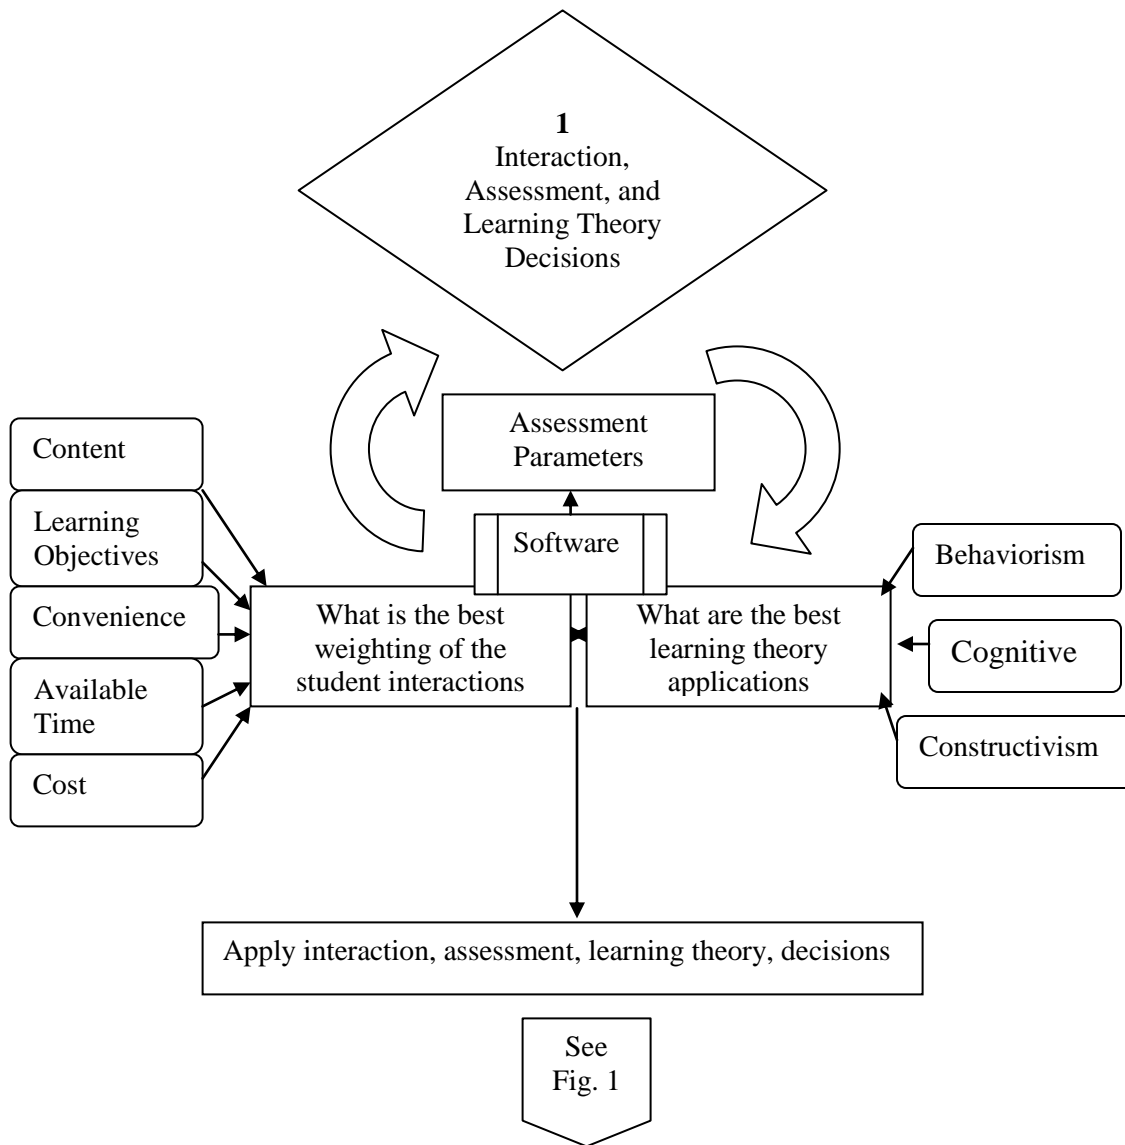 1
Interaction,
Assessment, and
Learning Theory
Decisions
Assessment
Parameters
Software
Content
Learning
Objectives
Convenience
Available
Time
Cost
What is the best
weighting of the
student interactions
What are the best
learning theory
applications
Behaviorism
Cognitive
Constructivism
Apply interaction, assessment, learning theory, decisions
See
Fig. 1